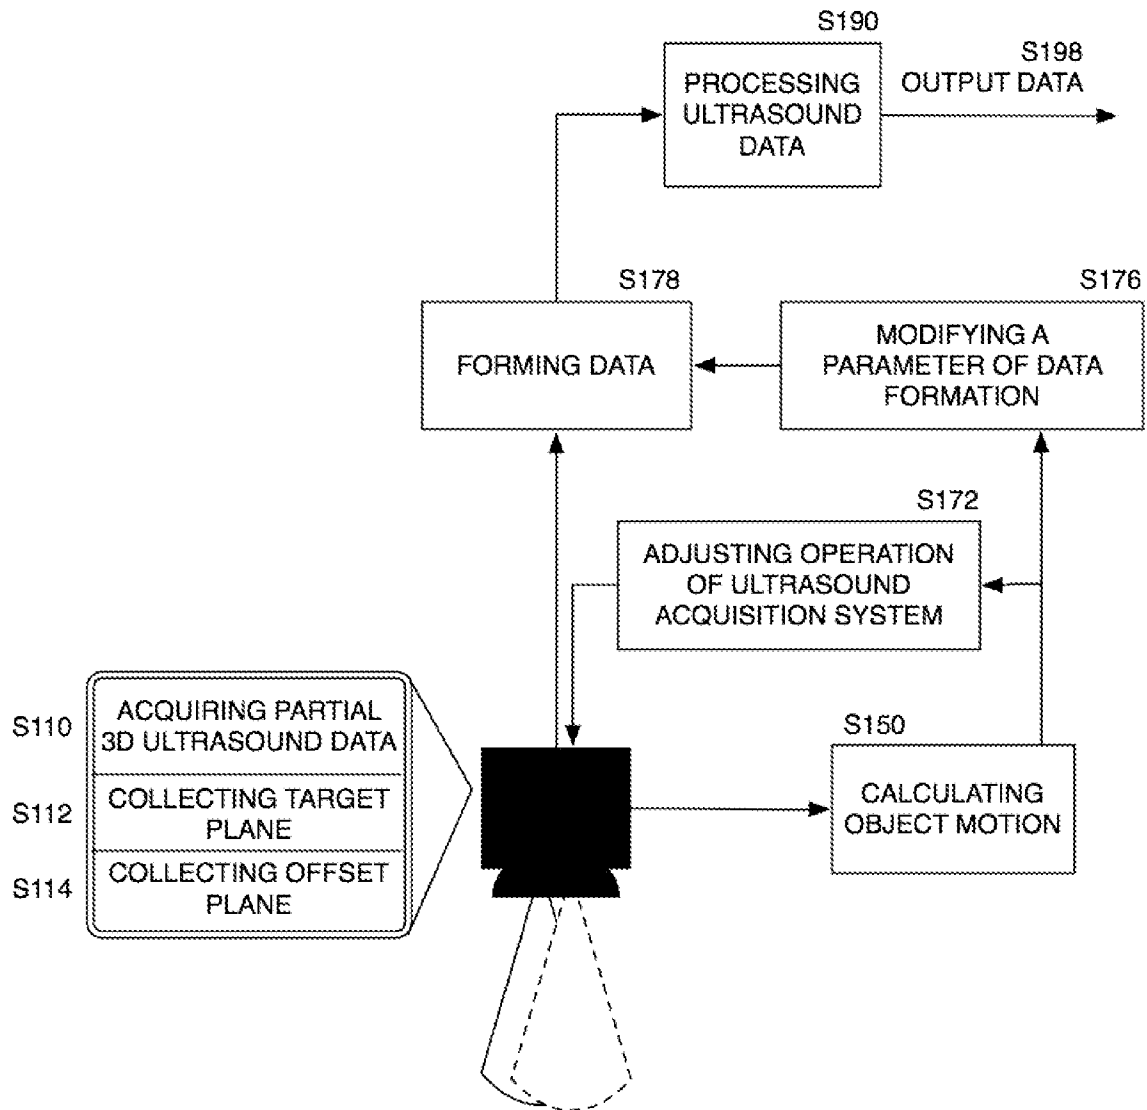 S190
PROCESSING
ULTRASOUND
DATA
S198
OUTPUT DATA
S178
FORMING DATA
S176
MODIFYING A
PARAMETER OF DATA
FORMATION
S172
ADJUSTING OPERATION
OF ULTRASOUND
ACQUISITION SYSTEM
S110
ACQUIRING PARTIAL
3D ULTRASOUND DATA
S112
COLLECTING TARGET
PLANE
S114
COLLECTING OFFSET
PLANE
S150
CALCULATING
OBJECT MOTION